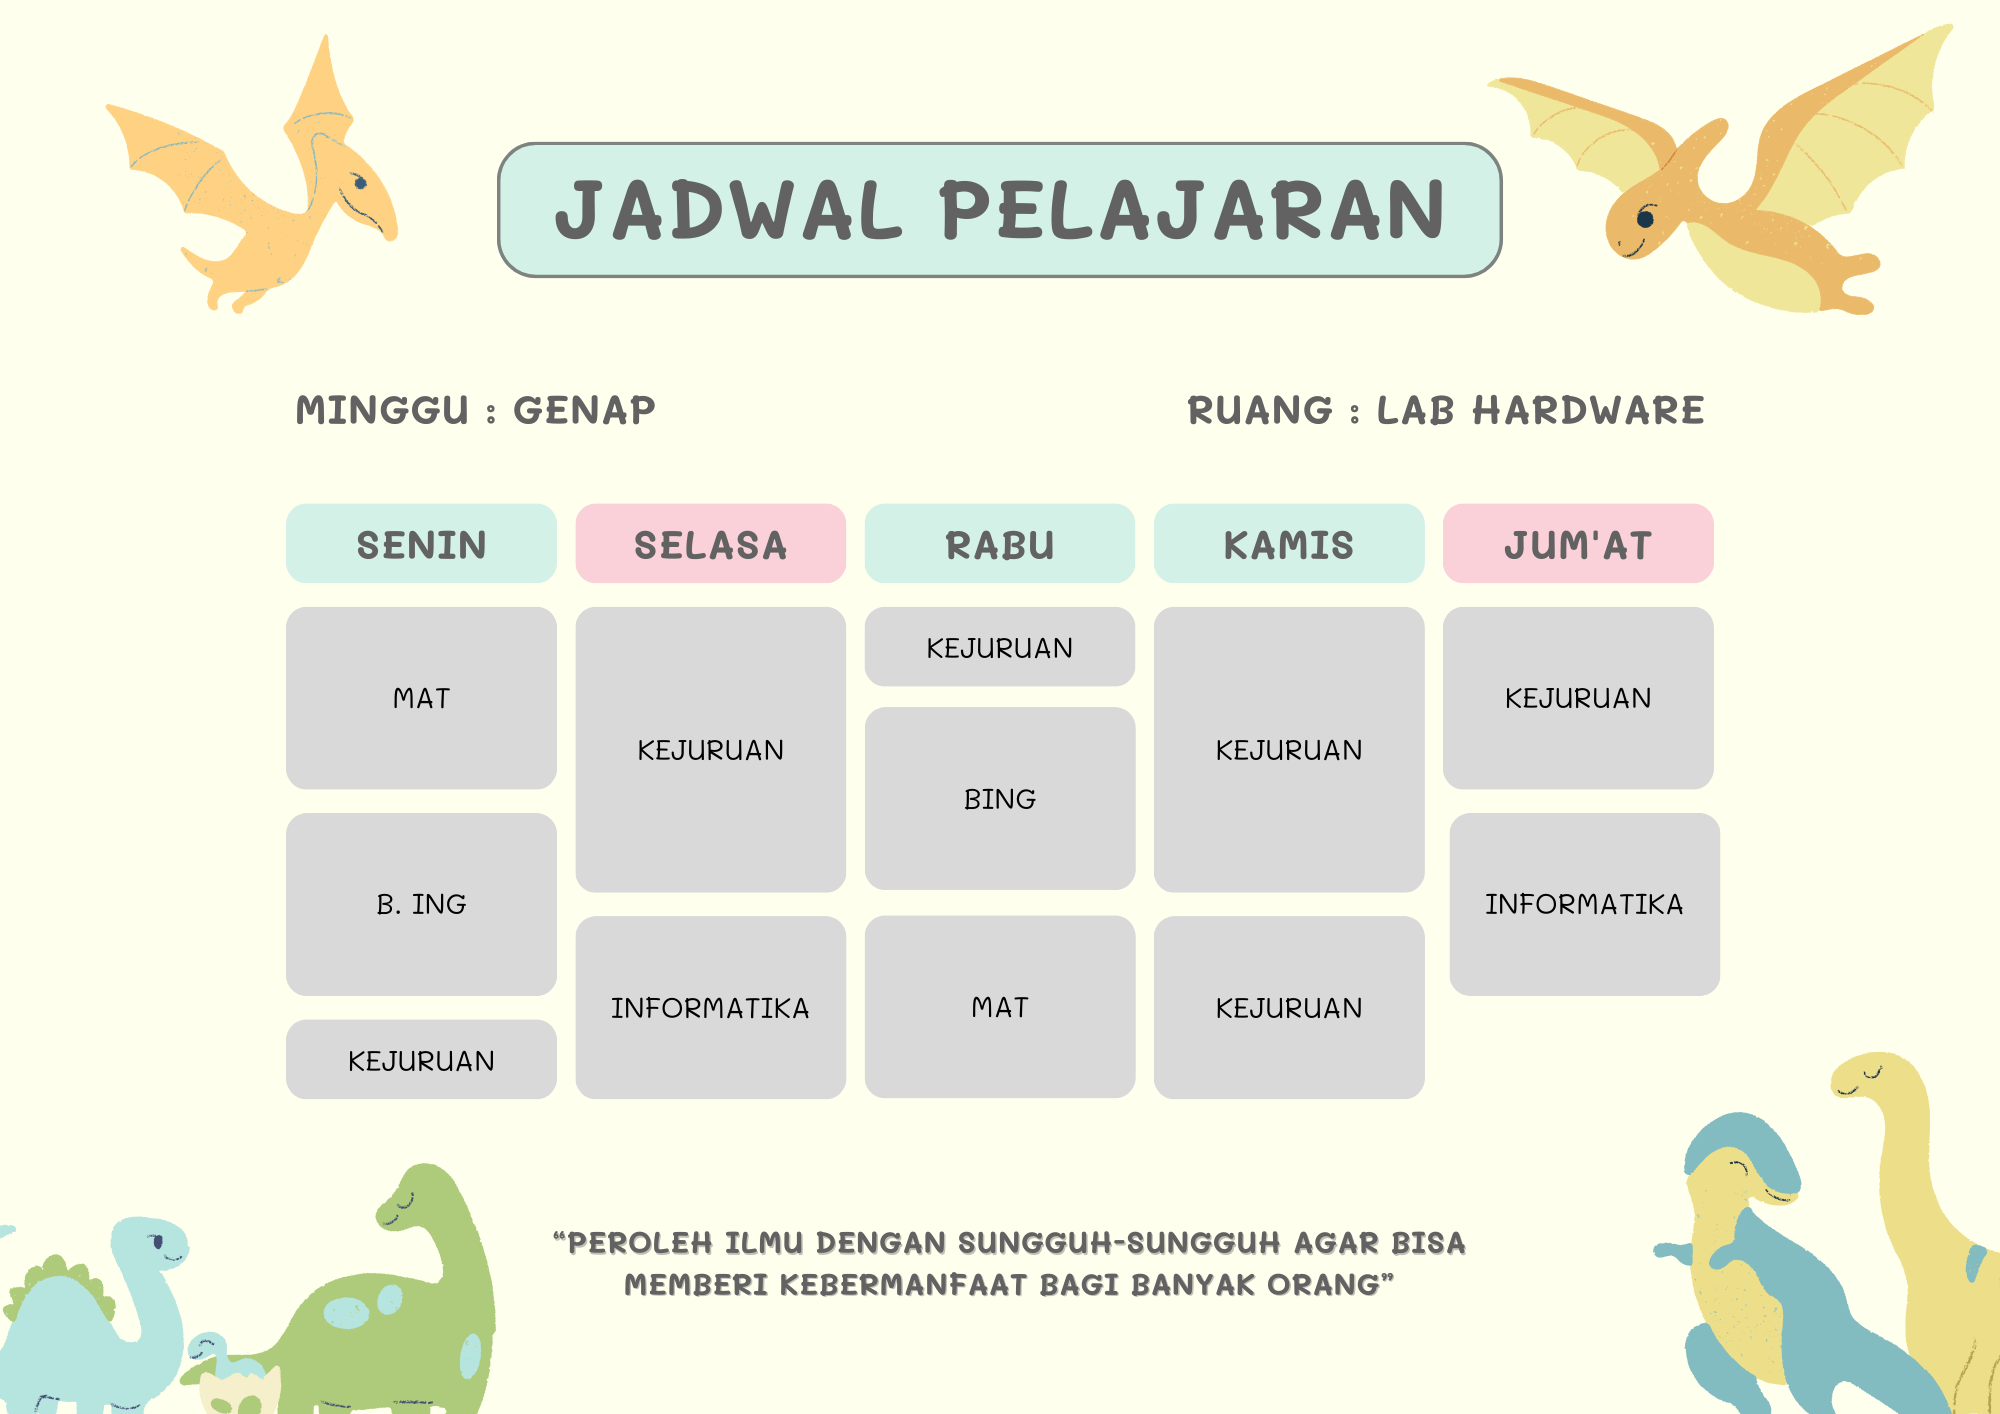 JADWAL PELAJARAN
MINGGU : GENAP
RUANG : LAB HARDWARE
SENIN
MAT
B. ING
KEJURUAN
SELASA
KEJURUAN
INFORMATIKA
RABU
KEJURUAN
BING
MAT
KAMIS
KEJURUAN
KEJURUAN
JUM'AT
KEJURUAN
INFORMATIKA
“PEROLEH ILMU DENGAN SUNGGUH-SUNGGUH AGAR BISA
MEMBERI KEBERMANFAAT BAGI BANYAK ORANG”